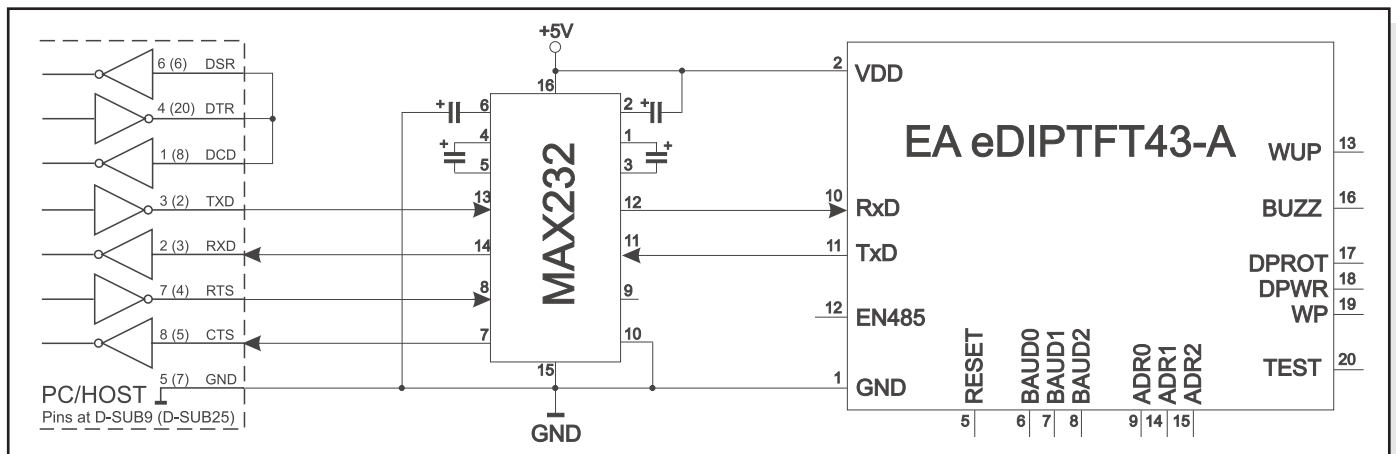 +5V
6 (6) DSR
4 (20) DTR
1 (8) DCD
3 (2) TXD
2 (3) RXD
7 (4) RTS
8 (5) CTS
5 (7) GND
PC/HOST
Pins at D-SUB9 (D-SUB25)
MAX232
16
+ 6
4
+
5
13
14
8
7
15
2 +
1
+
3
12
11
9
10
GND
EA eDIPTFT43-A
2 VDD
10 RxD
11 TxD
12 EN485
1 GND
RESET 5
BAUD0 6
BAUD1 7
BAUD2 8
ADR0 9
ADR1 14
ADR2 15
WUP 13
BUZZ 16
DPROT 17
DPWR 18
WP 19
TEST 20